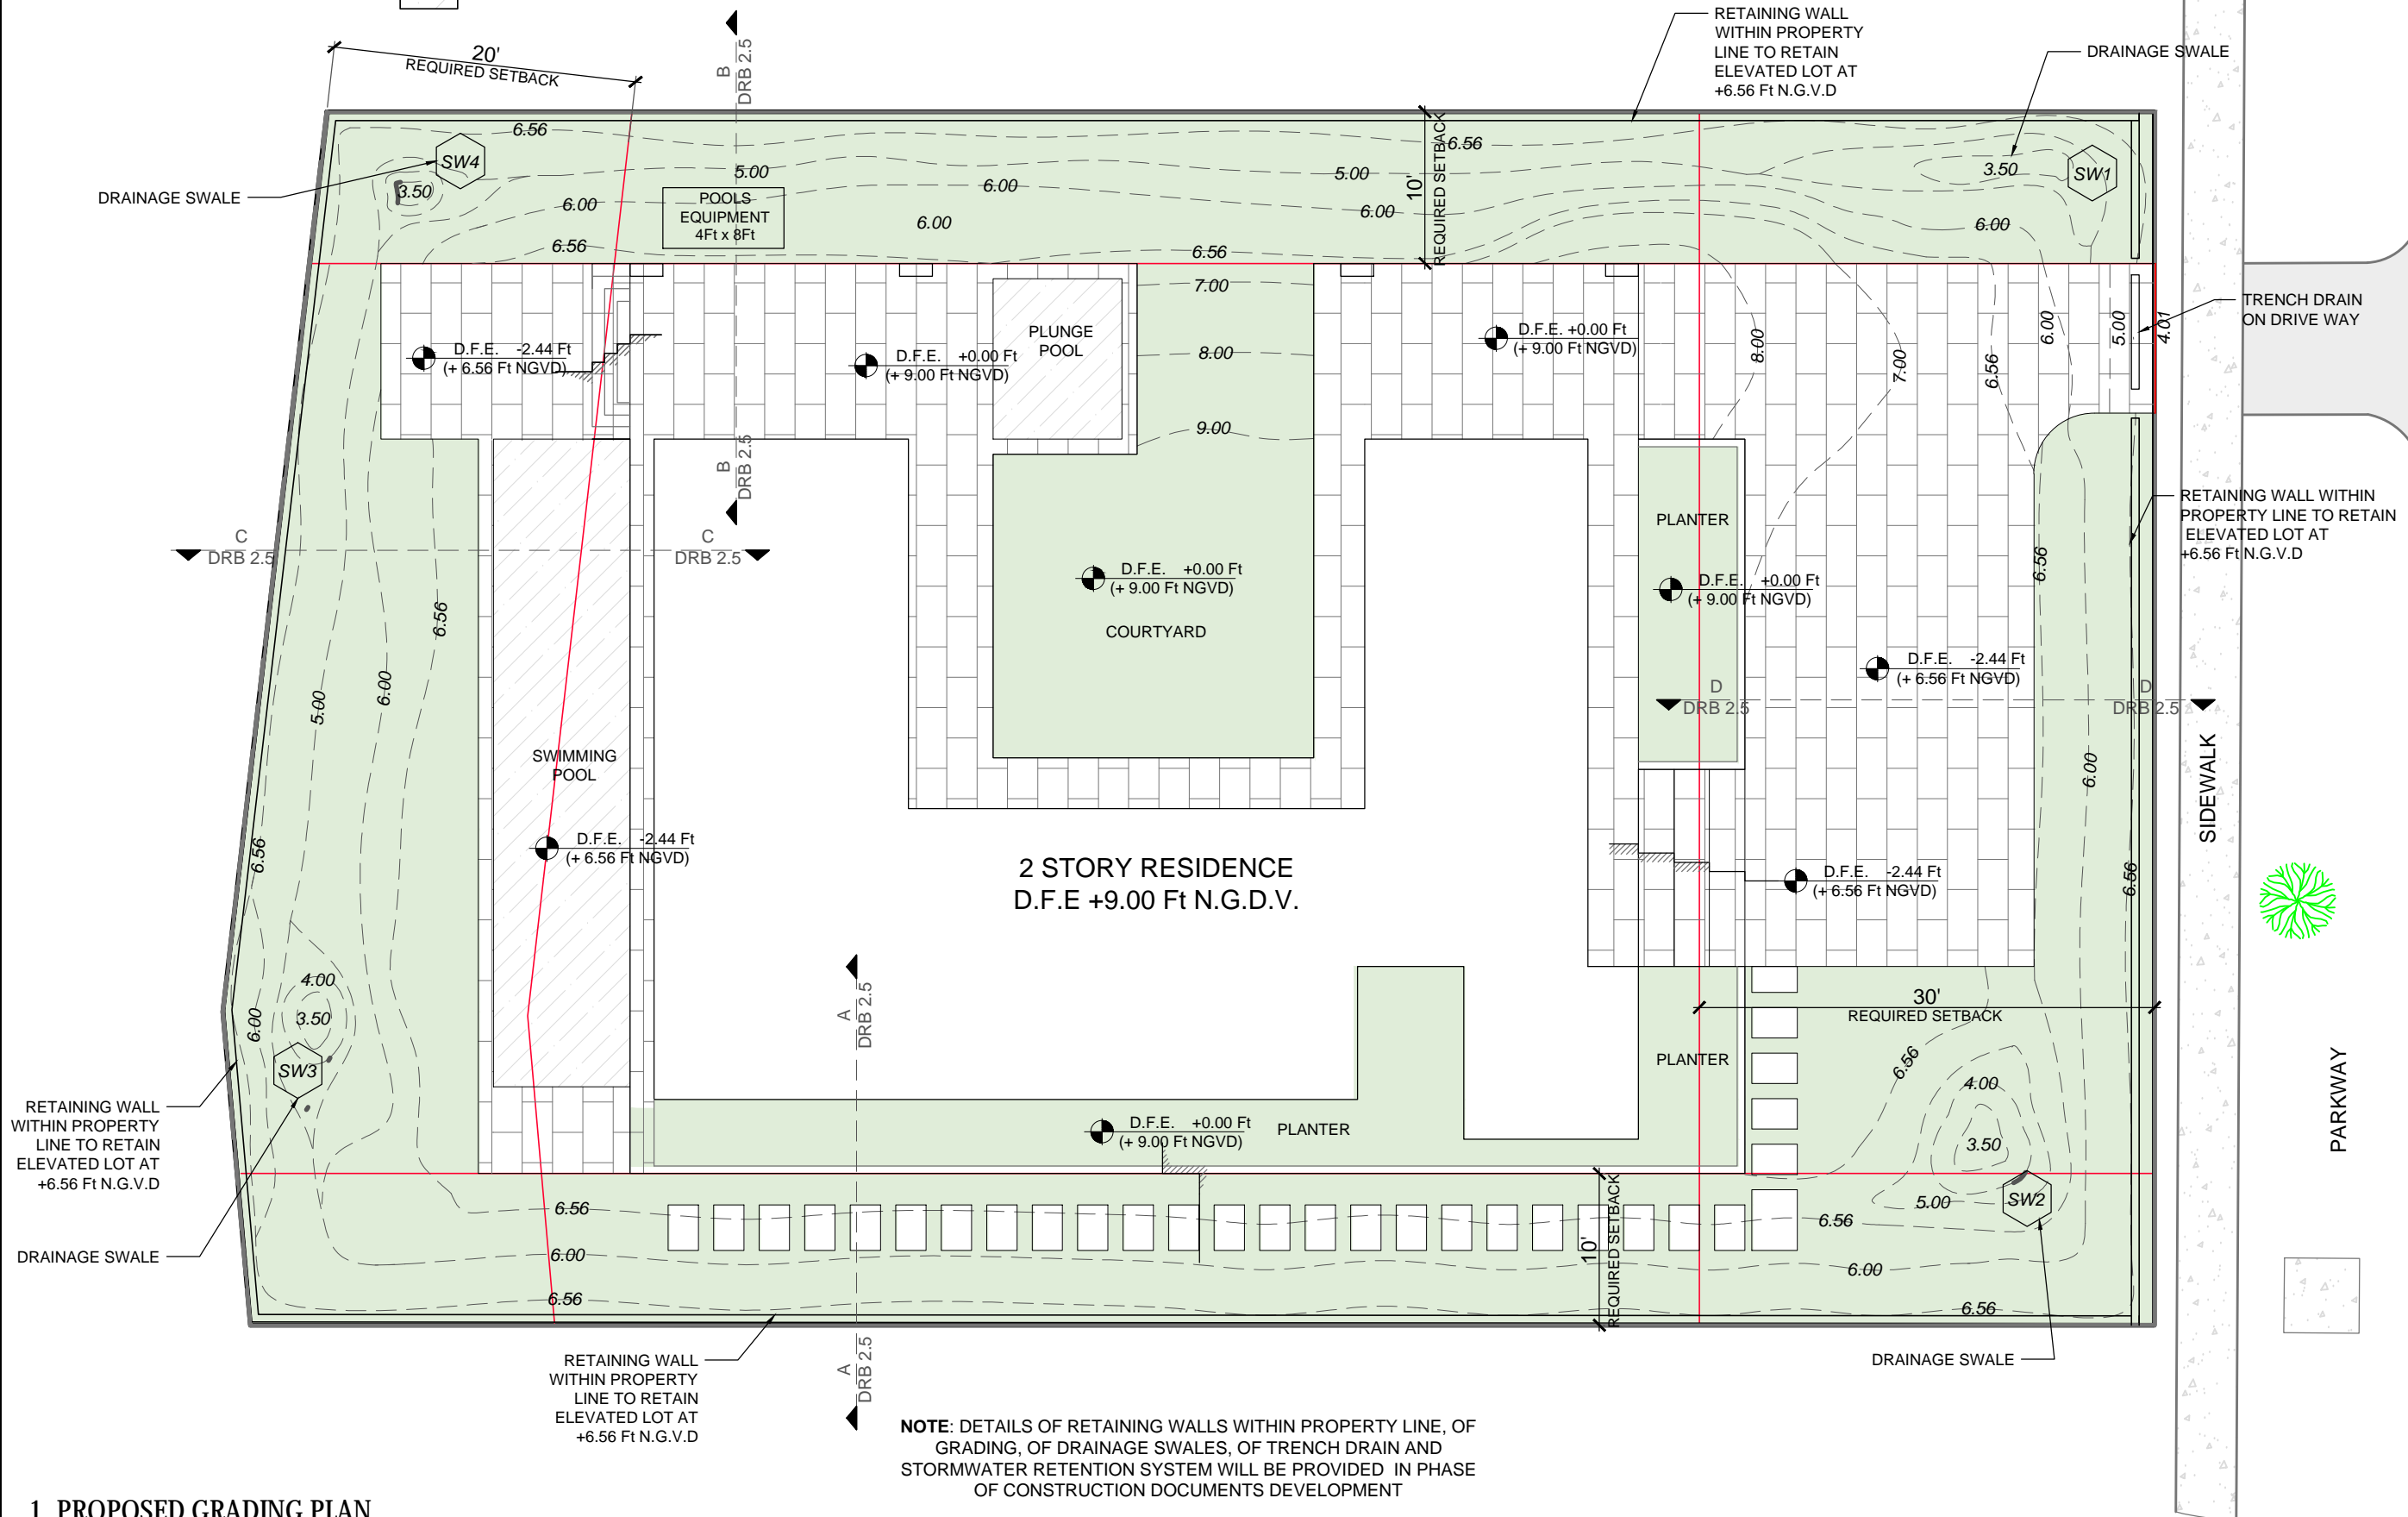 20'
REQUIRED SETBACK
B
DRB 2.5
RETAINING WALL
WITHIN PROPERTY
LINE TO RETAIN
ELEVATED LOT AT
+6.56 Ft N.G.V.D
DRAINAGE SWALE
6.56
SW4
3.50
DRAINAGE SWALE
5.00
6.00
6.00
POOLS
EQUIPMENT
4Ft x 8Ft
6.00
6.56
6.56
5.00
6.00
6.56
10'
REQUIRED SETBACK
3.50
SW1
6.00
7.00
8.00
9.00
PLUNGE
POOL
D.F.E. -2.44 Ft
(+ 6.56 Ft NGVD)
D.F.E. +0.00 Ft
(+ 9.00 Ft NGVD)
D.F.E. +0.00 Ft
(+ 9.00 Ft NGVD)
8.00
7.00
6.56
6.00
5.00
4.01
TRENCH DRAIN
ON DRIVE WAY
B
DRB 2.5
C
DRB 2.5
C
DRB 2.5
PLANTER
RETAINING WALL WITHIN
PROPERTY LINE TO RETAIN
ELEVATED LOT AT
+6.56 Ft N.G.V.D
D.F.E. +0.00 Ft
(+ 9.00 Ft NGVD)
COURTYARD
D.F.E. +0.00 Ft
(+ 9.00 Ft NGVD)
6.56
6.56
5.00
6.00
D.F.E. -2.44 Ft
(+ 6.56 Ft NGVD)
D
DRB 2.5
D
DRB 2.5
SWIMMING
POOL
6.00
SIDEWALK
D.F.E. -2.44 Ft
(+ 6.56 Ft NGVD)
6.56
2 STORY RESIDENCE
D.F.E +9.00 Ft N.G.D.V.
D.F.E. -2.44 Ft
(+ 6.56 Ft NGVD)
6.56
4.00
3.50
6.00
SW3
A
DRB 2.5
30'
REQUIRED SETBACK
PLANTER
6.56
4.00
3.50
PARKWAY
RETAINING WALL
WITHIN PROPERTY
LINE TO RETAIN
ELEVATED LOT AT
+6.56 Ft N.G.V.D
D.F.E. +0.00 Ft
(+ 9.00 Ft NGVD)
PLANTER
5.00
SW2
6.56
6.56
10'
REQUIRED SETBACK
DRAINAGE SWALE
6.00
6.00
6.56
6.56
RETAINING WALL
WITHIN PROPERTY
LINE TO RETAIN
ELEVATED LOT AT
+6.56 Ft N.G.V.D
A
DRB 2.5
DRAINAGE SWALE
NOTE: DETAILS OF RETAINING WALLS WITHIN PROPERTY LINE, OF
GRADING, OF DRAINAGE SWALES, OF TRENCH DRAIN AND
STORMWATER RETENTION SYSTEM WILL BE PROVIDED IN PHASE
OF CONSTRUCTION DOCUMENTS DEVELOPMENT
1 PROPOSED GRADING PLAN